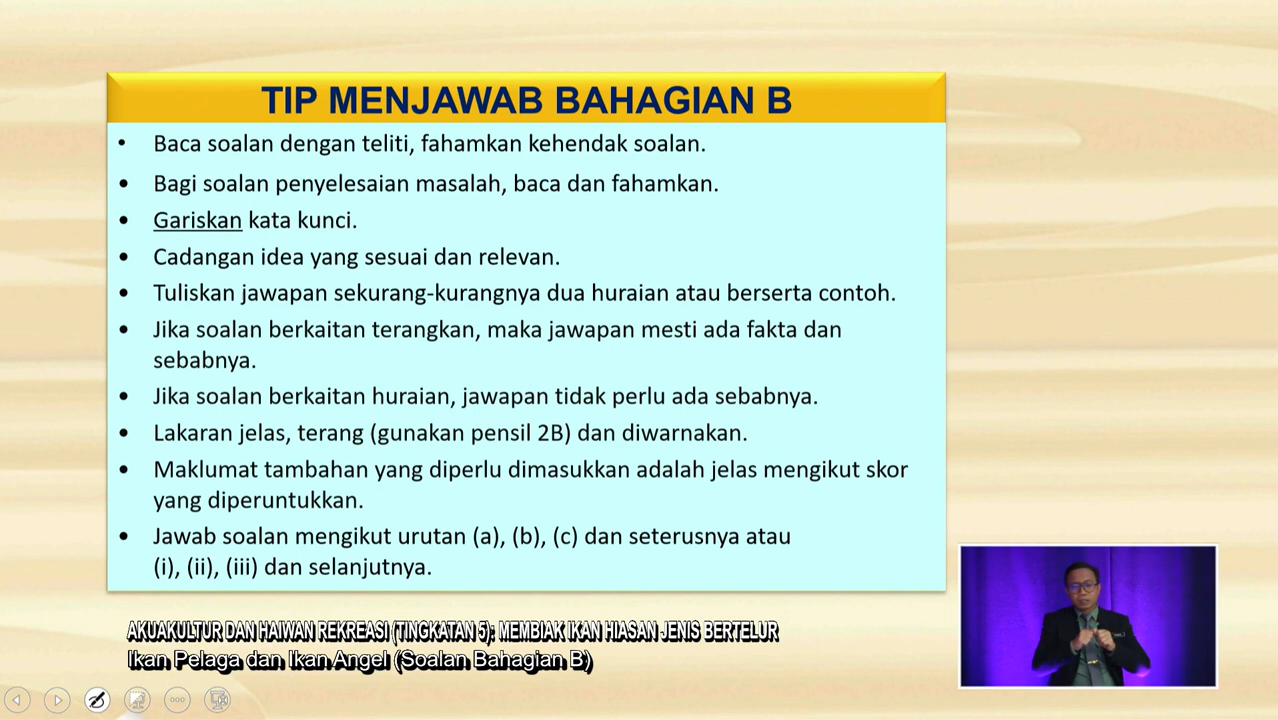 TIP MENJAWAB BAHAGIAN B
• Baca soalan dengan teliti, fahamkan kehendak soalan.
• Bagi soalan penyelesaian masalah, baca dan fahamkan.
• Gariskan kata kunci.
• Cadangan idea yang sesuai dan relevan.
• Tuliskan jawapan sekurang-kurangnya dua huraian atau berserta contoh.
• Jika soalan berkaitan terangkan, maka jawapan mesti ada fakta dan
sebabnya.
• Jika soalan berkaitan huraian, jawapan tidak perlu ada sebabnya.
• Lakaran jelas, terang (gunakan pensil 2B) dan diwarnakan.
• Maklumat tambahan yang diperlu dimasukkan adalah jelas mengikut skor
yang diperuntukkan.
• Jawab soalan mengikut urutan (a), (b), (c) dan seterusnya atau
(i), (ii), (iii) dan selanjutnya.
AKUAKULTUR DAN HAIWAN REKREASI (TINGKATAN 5): MEMBIAK IKAN HIASAN JENIS BERTELUR
Ikan Pelaga dan Ikan Angel (Soalan Bahagian B)